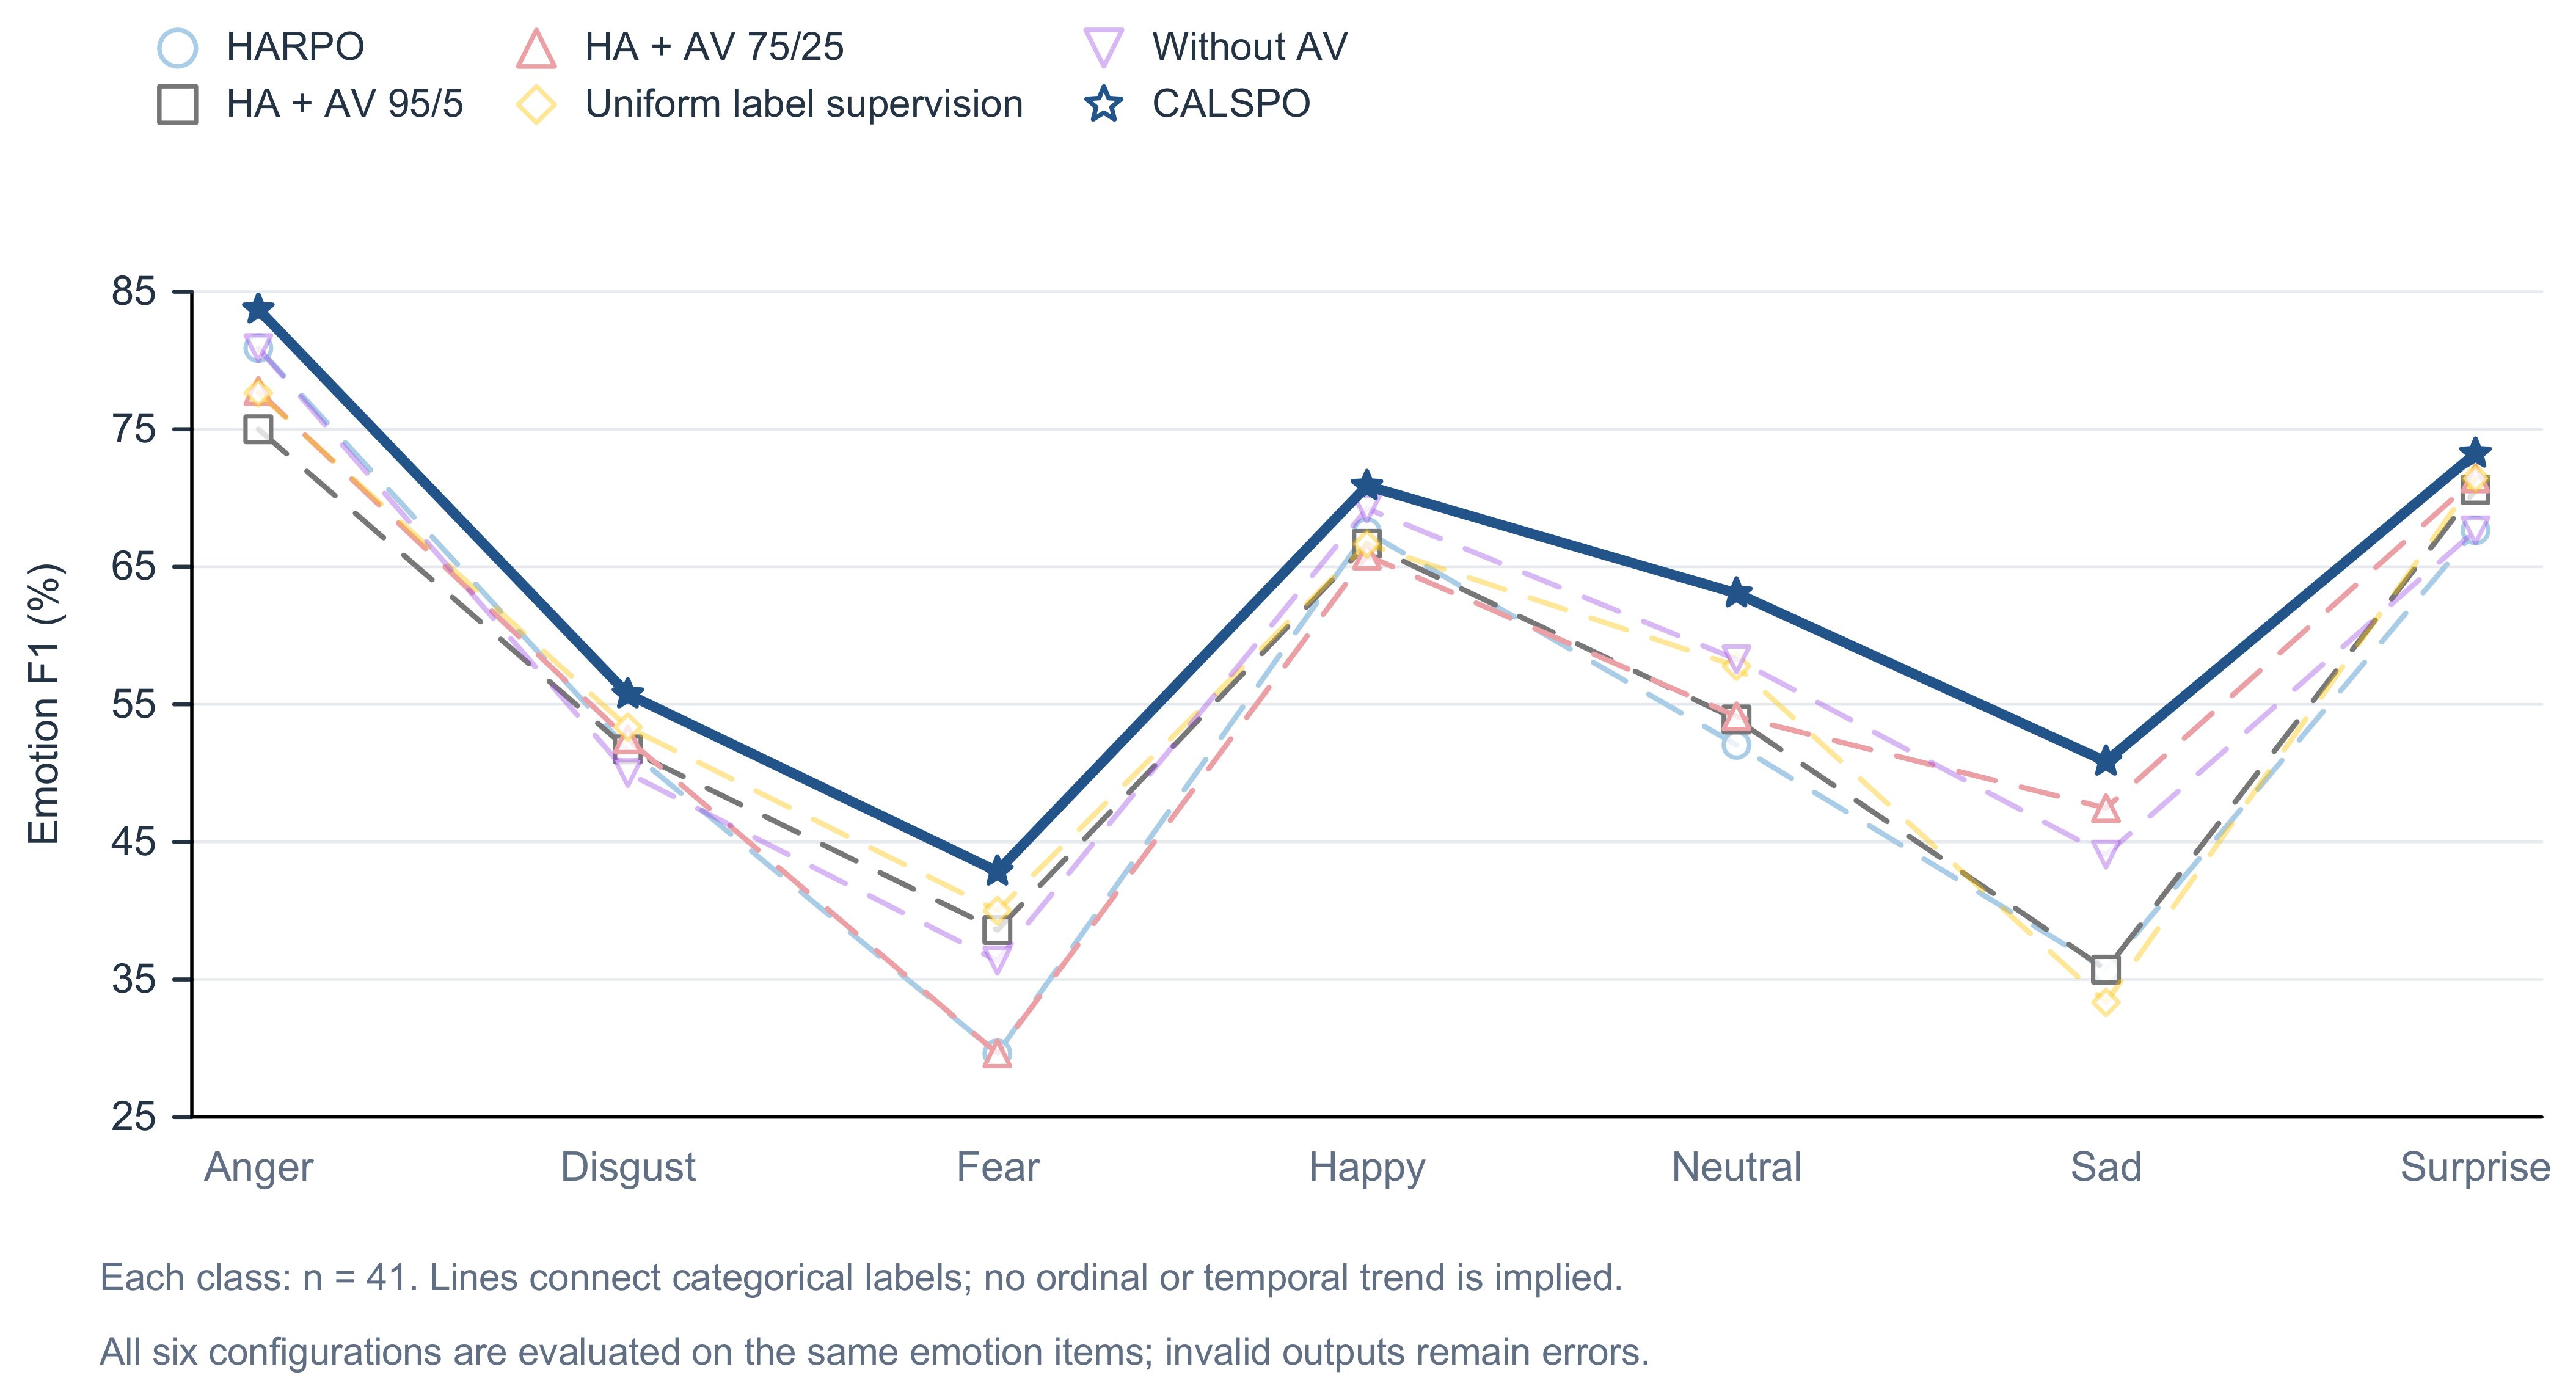 HARPO
HA + AV 75/25
Without AV
HA + AV 95/5
Uniform label supervision
CALSPO
Emotion F1 (%)
85
75
65
55
45
35
25
Anger
Disgust
Fear
Happy
Neutral
Sad
Surprise
Each class: n = 41. Lines connect categorical labels; no ordinal or temporal trend is implied.
All six configurations are evaluated on the same emotion items; invalid outputs remain errors.